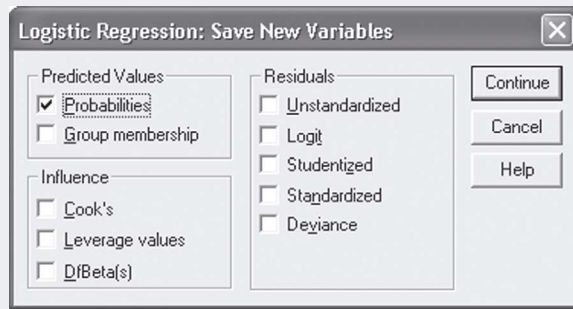 Logistic Regression: Save New Variables
Predicted Values
Probabilities
Group membership
Influence
Cook's
Leverage values
DfBeta(s)
Residuals
Unstandardized
Logit
Studentized
Standardized
Deviance
Continue
Cancel
Help